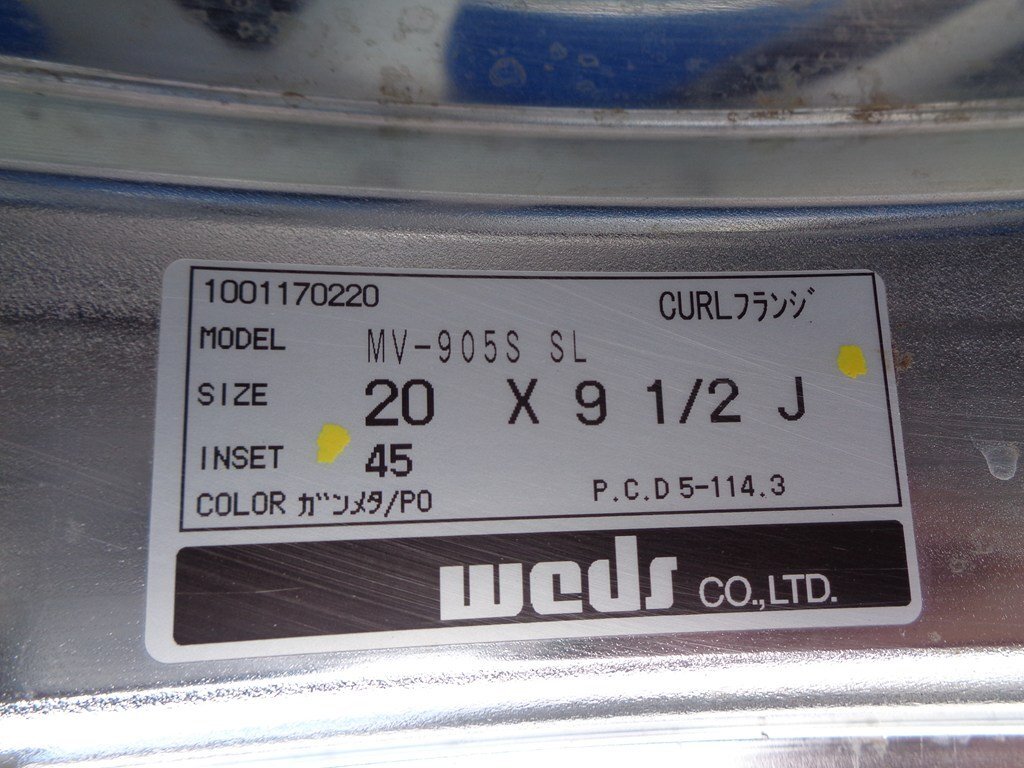 1001170220 CURLフランジ
MODEL MV-905S SL
SIZE 20 X 9 1/2 J
INSET 45
COLOR ガンメタ/PO P.C.D 5-114.3
weds CO.,LTD.